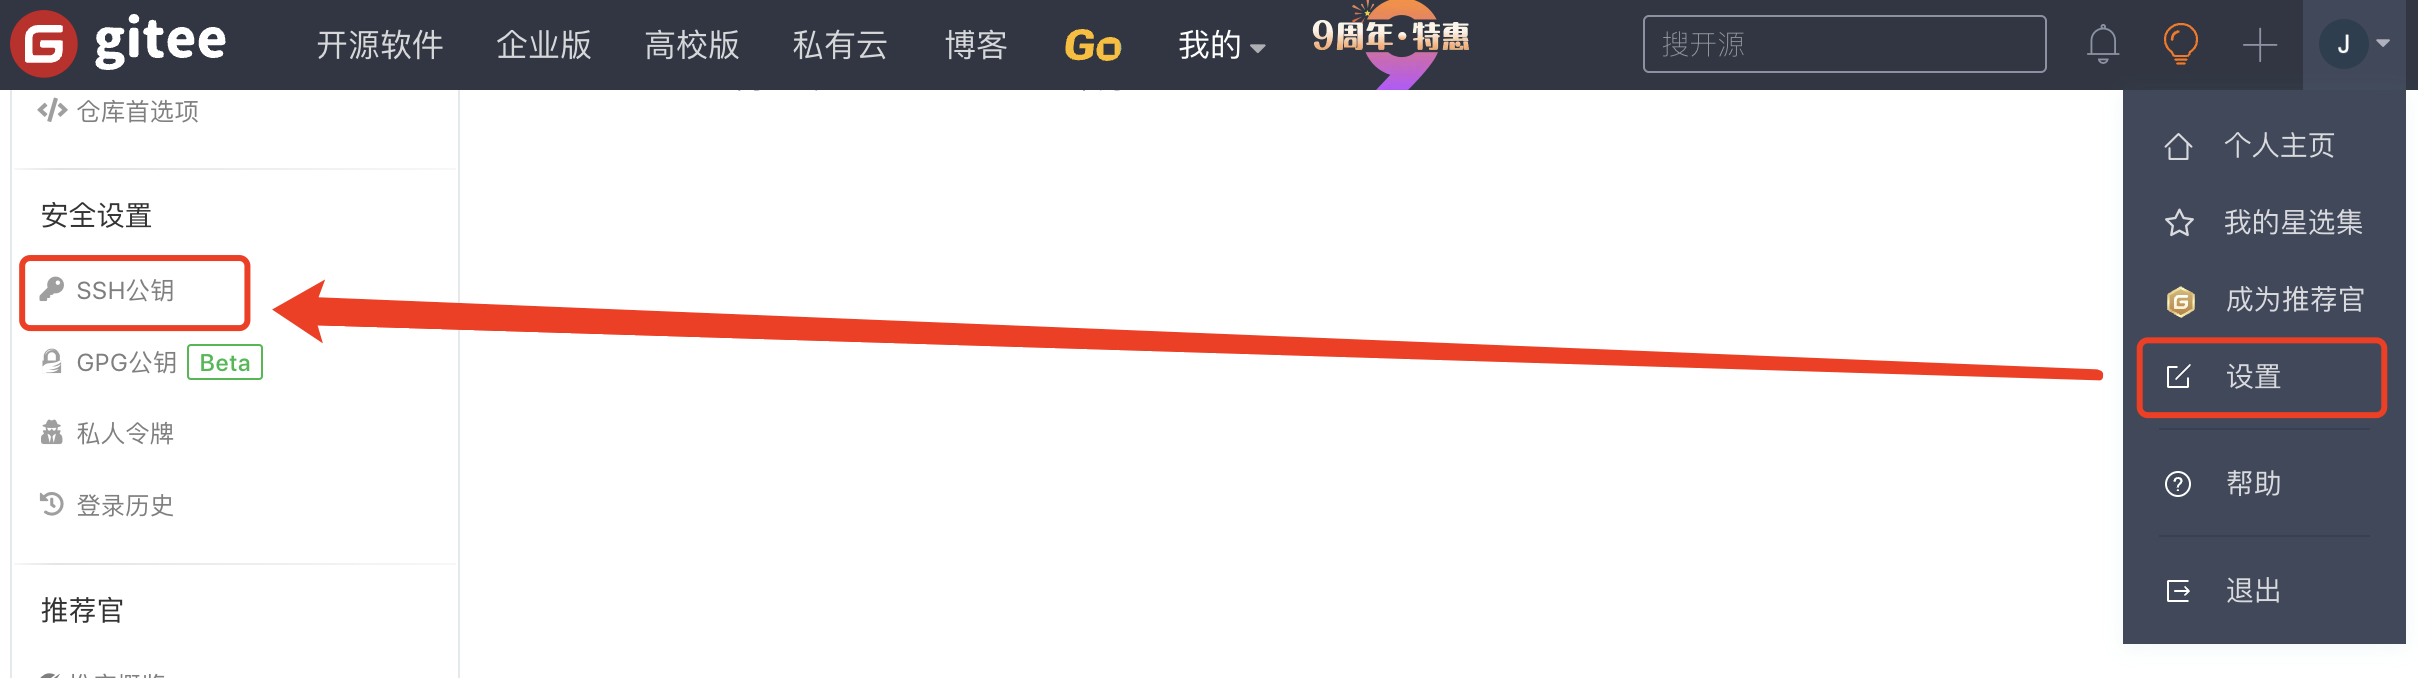 gitee 开源软件 企业版 高校版 私有云 博客 Go 我的 9周年·特惠 搜开源 J
仓库首选项
安全设置
SSH公钥
GPG公钥 Beta
私人令牌
登录历史
推荐官
个人主页
我的星选集
成为推荐官
设置
帮助
退出